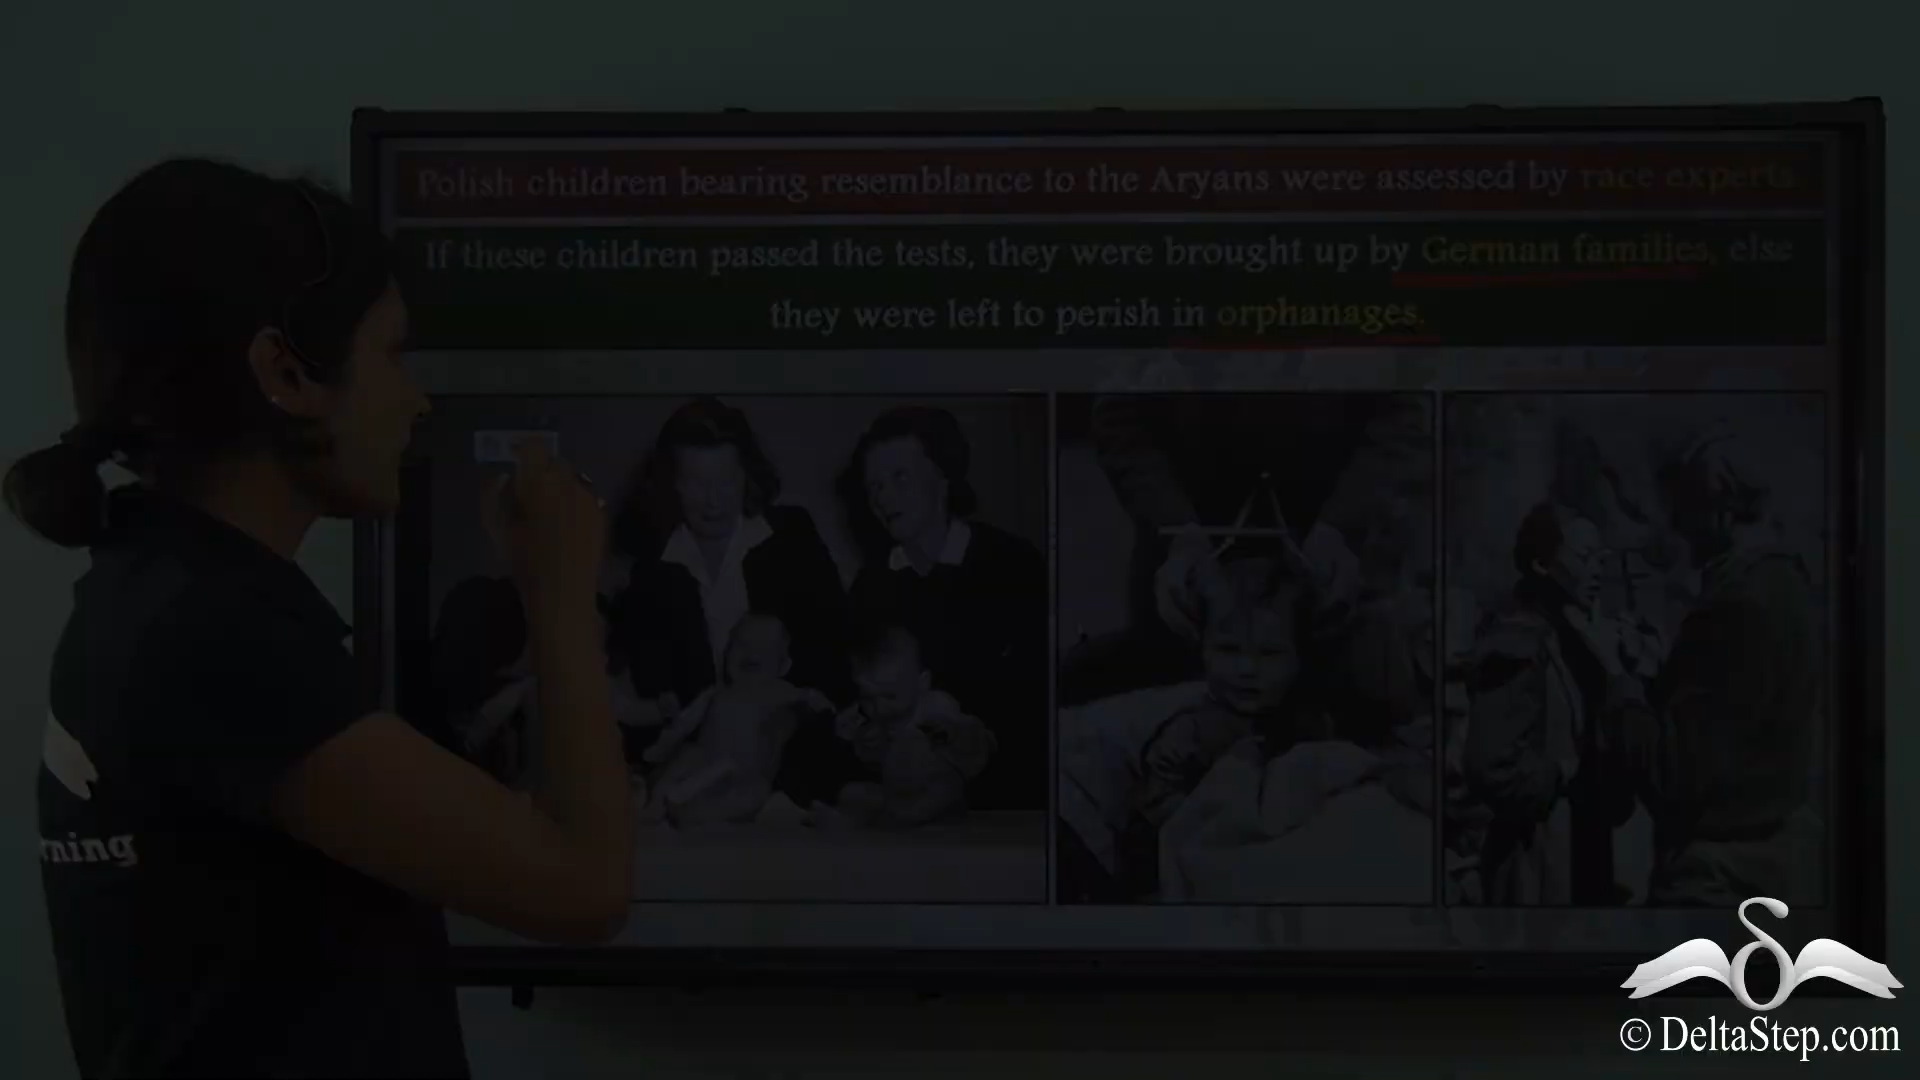 Polish children bearing resemblance to the Aryans were assessed by race experts.
If these children passed the tests, they were brought up by German families, else
they were left to perish in orphanages.
rning
© DeltaStep.com